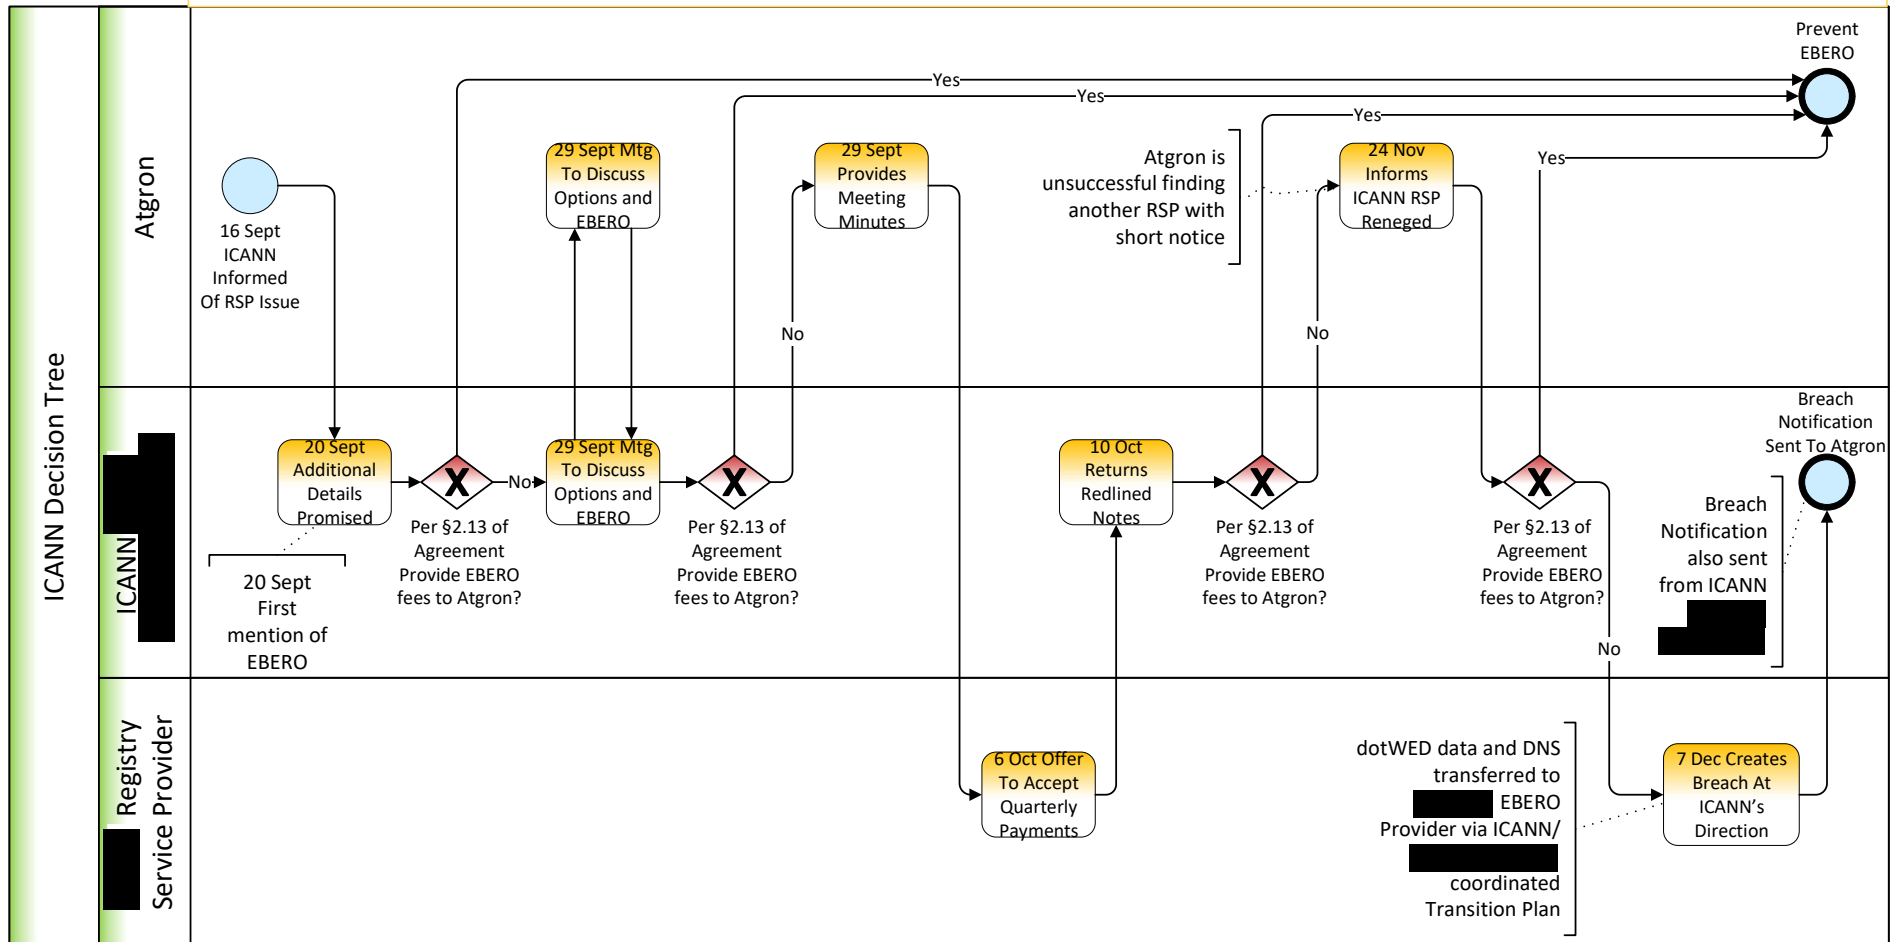 ICANN Decision Tree
Atgron
16 Sept
ICANN
Informed
Of RSP Issue
29 Sept Mtg
To Discuss
Options and
EBERO
29 Sept
Provides
Meeting
Minutes
Atgron is
unsuccessful finding
another RSP with
short notice
24 Nov
Informs
ICANN RSP
Reneged
Prevent
EBERO
Yes
Yes
Yes
Yes
No
No
ICANN
20 Sept
Additional
Details
Promised
20 Sept
First
mention of
EBERO
Per §2.13 of
Agreement
Provide EBERO
fees to Atgron?
No
29 Sept Mtg
To Discuss
Options and
EBERO
Per §2.13 of
Agreement
Provide EBERO
fees to Atgron?
10 Oct
Returns
Redlined
Notes
Per §2.13 of
Agreement
Provide EBERO
fees to Atgron?
Per §2.13 of
Agreement
Provide EBERO
fees to Atgron?
No
Breach
Notification
Sent To Atgron
Breach
Notification
also sent
from ICANN
Registry
Service Provider
6 Oct Offer
To Accept
Quarterly
Payments
dotWED data and DNS
transferred to
EBERO
Provider via ICANN/
coordinated
Transition Plan
7 Dec Creates
Breach At
ICANN's
Direction